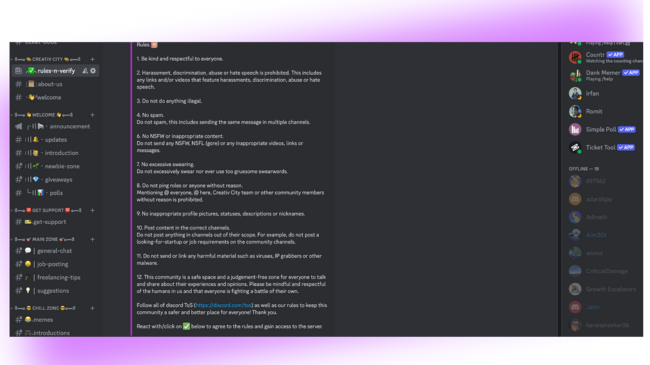 CREATIV CITY
rules-n-verify
about-us
welcome
WELCOME
announcement
updates
introduction
newbie-zone
giveaways
polls
GET SUPPORT
get-support
MAIN ZONE
general-chat
job-posting
freelancing-tips
suggestions
CHILL ZONE
memes
introductions
Rules
1. Be kind and respectful to everyone.
2. Harassment, discrimination, abuse or hate speech is prohibited. This includes
any links and/or videos that feature harassments, discrimination, abuse or hate
speech.
3. Do not do anything illegal.
4. No spam.
Do not spam, this includes sending the same message in multiple channels.
6. No NSFW or inappropriate content.
Do not send any NSFW, NSFL (gore) or any inappropriate videos, links or
messages.
7. No excessive swearing.
Do not excessively swear nor ever use too gruesome swearwords.
8. Do not ping roles or anyone without reason.
Mentioning @ everyone, @ here, Creativ City team or other community members
without reason is prohibited.
9. No inappropriate profile pictures, statuses, descriptions or nicknames.
10. Post content in the correct channels.
Do not post anything in channels out of their scope. For example, do not post a
looking-for-startup or job requirements on the community channels.
11. Do not send or link any harmful material such as viruses, IP grabbers or other
malware.
12. This community is a safe space and a judgement-free zone for everyone to talk
and share about their experiences and opinions. Please be mindful and respectful
of the humans in us and that everyone is fighting a battle of their own.
Follow all of discord ToS (https://discord.com/tos) as well as our rules to keep this
community a safer and better place for everyone! Thank you.
React with/click on ✅ below to agree to the rules and gain access to the server.
Countr ✓ APP
Watching the counting chan
Dank Memer ✓ APP
Playing /help
Irfan
Romit
Simple Poll ✓ APP
Ticket Tool ✓ APP
OFFLINE — 19
CriticalDamage
Growth Escalators